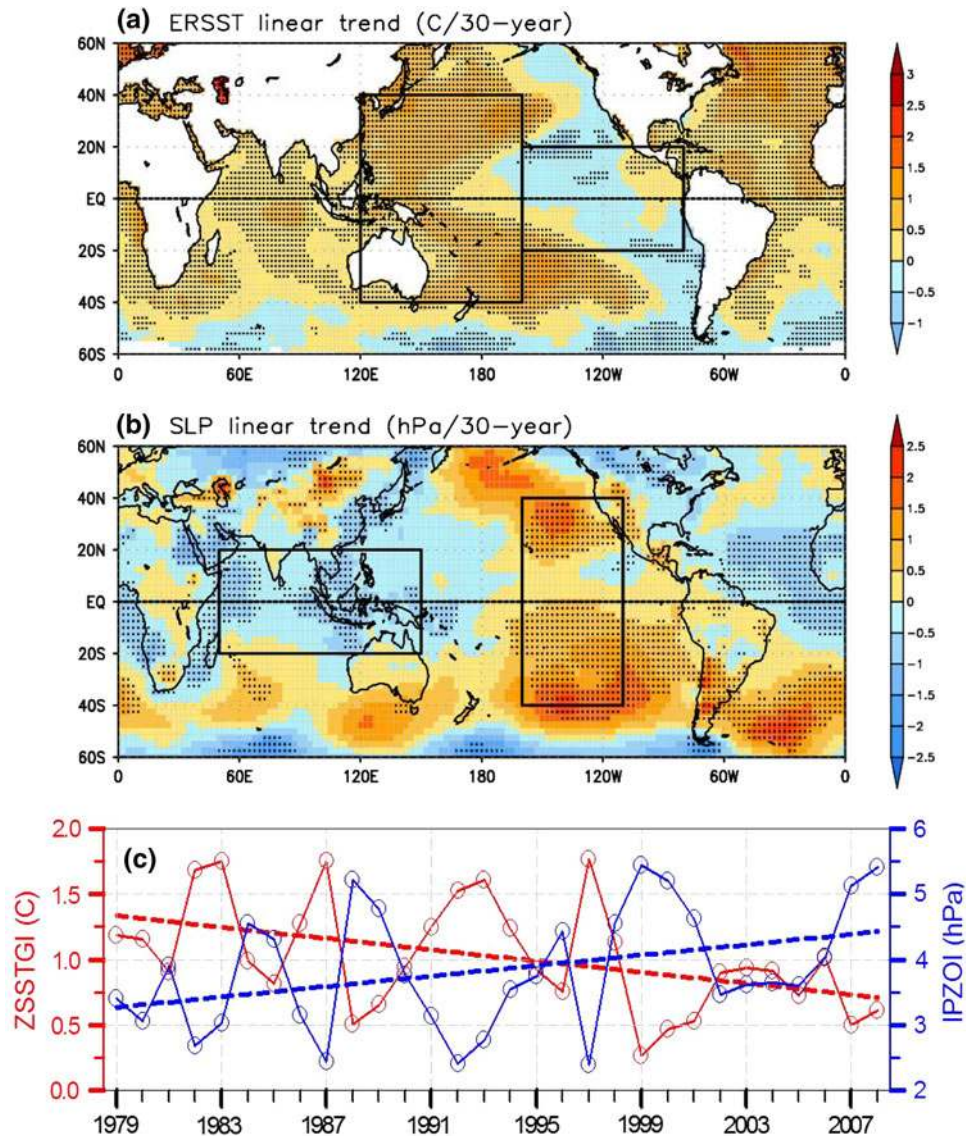 (a) ERSST linear trend (C/30-year)
60N
40N
20N
EQ
20S
40S
60S
0 60E 120E 180 120W 60W 0
3
2
1
0.5
0
-0.5
-1
(b) SLP linear trend (hPa/30-year)
60N
40N
20N
EQ
20S
40S
60S
0 60E 120E 180 120W 60W 0
2.5
2
1.5
1
0.5
0
-0.5
-1
-1.5
-2
-2.5
(c)
ZSSTGI (C)
2.0
1.5
1.0
0.5
0.0
IPZOI (hPa)
6
5
4
3
2
1979 1983 1987 1991 1995 1999 2003 2007